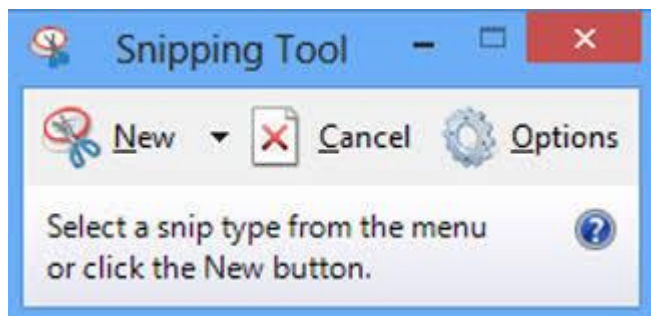 Snipping Tool
New Cancel Options
Select a snip type from the menu
or click the New button.